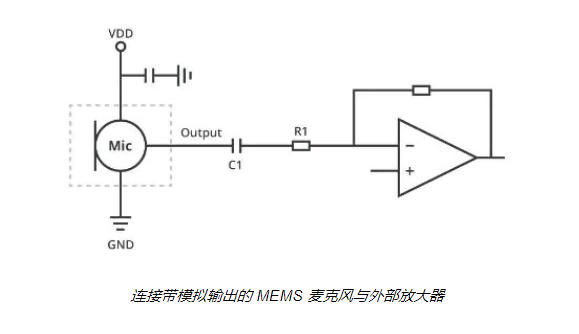 VDD
Mic
Output
C1
R1
−
+
GND
连接带模拟输出的 MEMS 麦克风与外部放大器